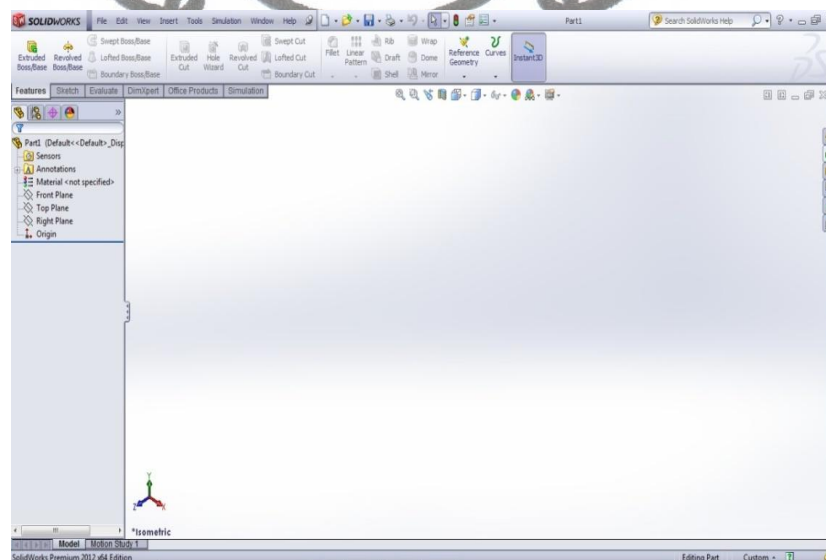 SOLIDWORKS File Edit View Insert Tools Simulation Window Help Part1 Search SolidWorks Help
Extruded Boss/Base Revolved Boss/Base Swept Boss/Base Lofted Boss/Base Boundary Boss/Base Extruded Cut Hole Wizard Revolved Cut Swept Cut Lofted Cut Boundary Cut Fillet Linear Pattern Rib Draft Shell Wrap Dome Mirror Reference Geometry Curves Instant3D
Features Sketch Evaluate DimXpert Office Products Simulation
Part1 (Default<<Default>_Disp
Sensors
Annotations
Material <not specified>
Front Plane
Top Plane
Right Plane
Origin
Y
Z X
*Isometric
Model Motion Study 1
SolidWorks Premium 2012 x64 Edition Editing Part Custom